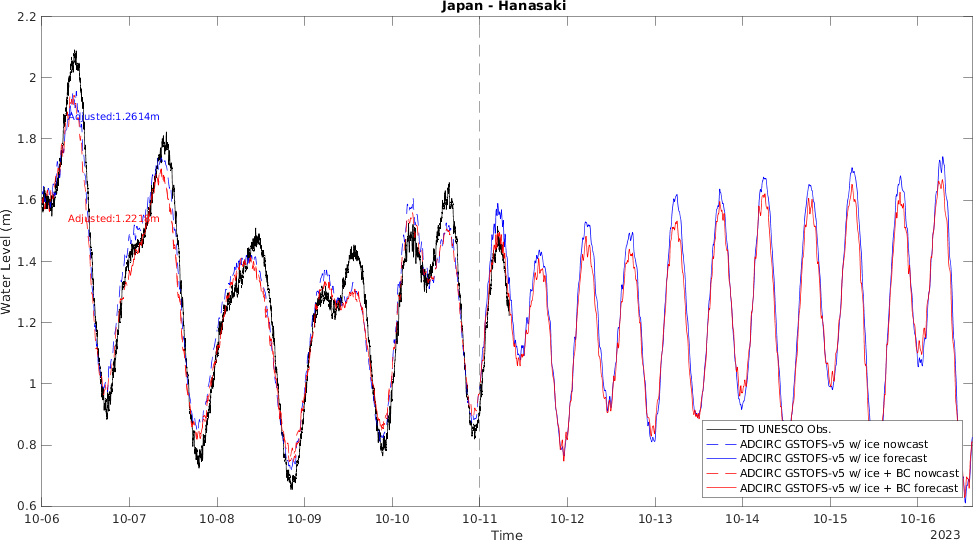 Japan - Hanasaki
2.2
2
1.8
1.6
1.4
1.2
1
0.8
0.6
Water Level (m)
Adjusted:1.2614m
TD UNESCO Obs.
ADCIRC GSTOFS-v5 w/ ice nowcast
ADCIRC GSTOFS-v5 w/ ice forecast
ADCIRC GSTOFS-v5 w/ ice + BC nowcast
ADCIRC GSTOFS-v5 w/ ice + BC forecast
10-06 10-07 10-08 10-09 10-10 10-11 10-12 10-13 10-14 10-15 10-16
Time
2023